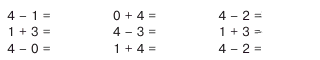 4 – 1 = 0 + 4 = 4 – 2 =
1 + 3 = 4 – 3 = 1 + 3 =
4 – 0 = 1 + 4 = 4 – 2 =